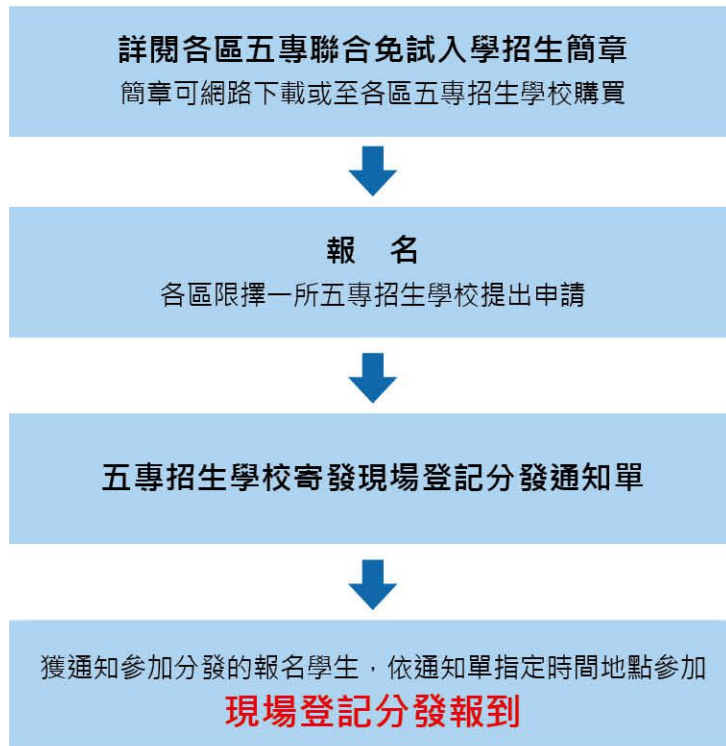 詳閱各區五專聯合免試入學招生簡章
簡章可網路下載或至各區五專招生學校購買
報　名
各區限擇一所五專招生學校提出申請
五專招生學校寄發現場登記分發通知單
獲通知參加分發的報名學生，依通知單指定時間地點參加
現場登記分發報到